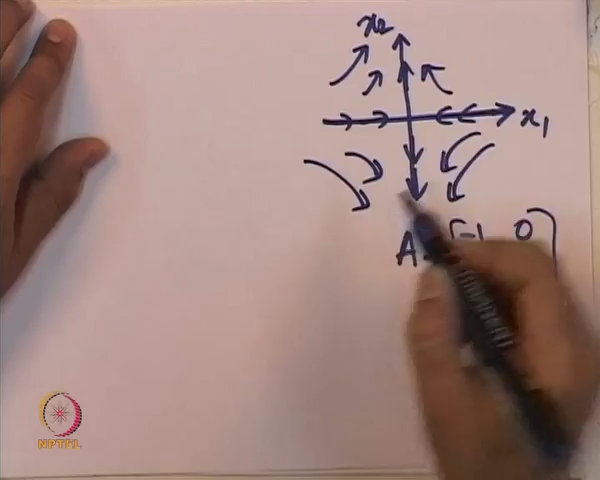 x2
x1
A = [-1 0
NPTEL